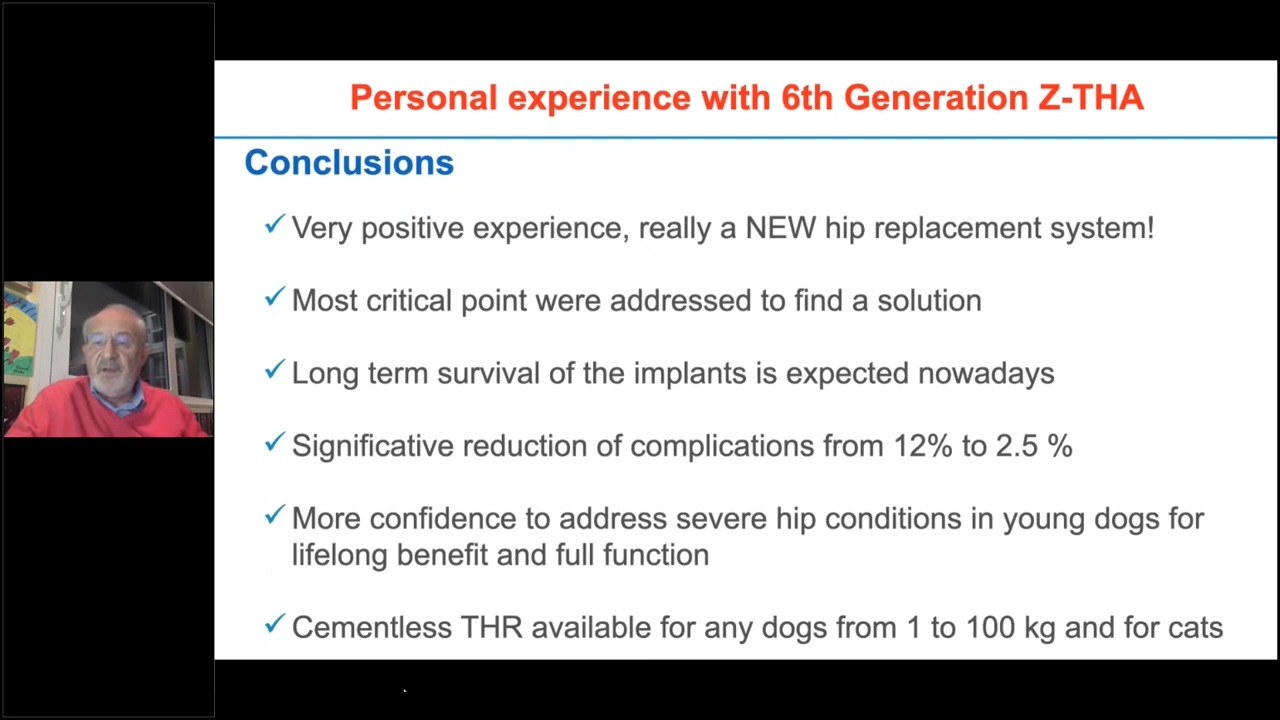 Personal experience with 6th Generation Z-THA
Conclusions
✓ Very positive experience, really a NEW hip replacement system!
✓ Most critical point were addressed to find a solution
✓ Long term survival of the implants is expected nowadays
✓ Significative reduction of complications from 12% to 2.5 %
✓ More confidence to address severe hip conditions in young dogs for
lifelong benefit and full function
✓ Cementless THR available for any dogs from 1 to 100 kg and for cats